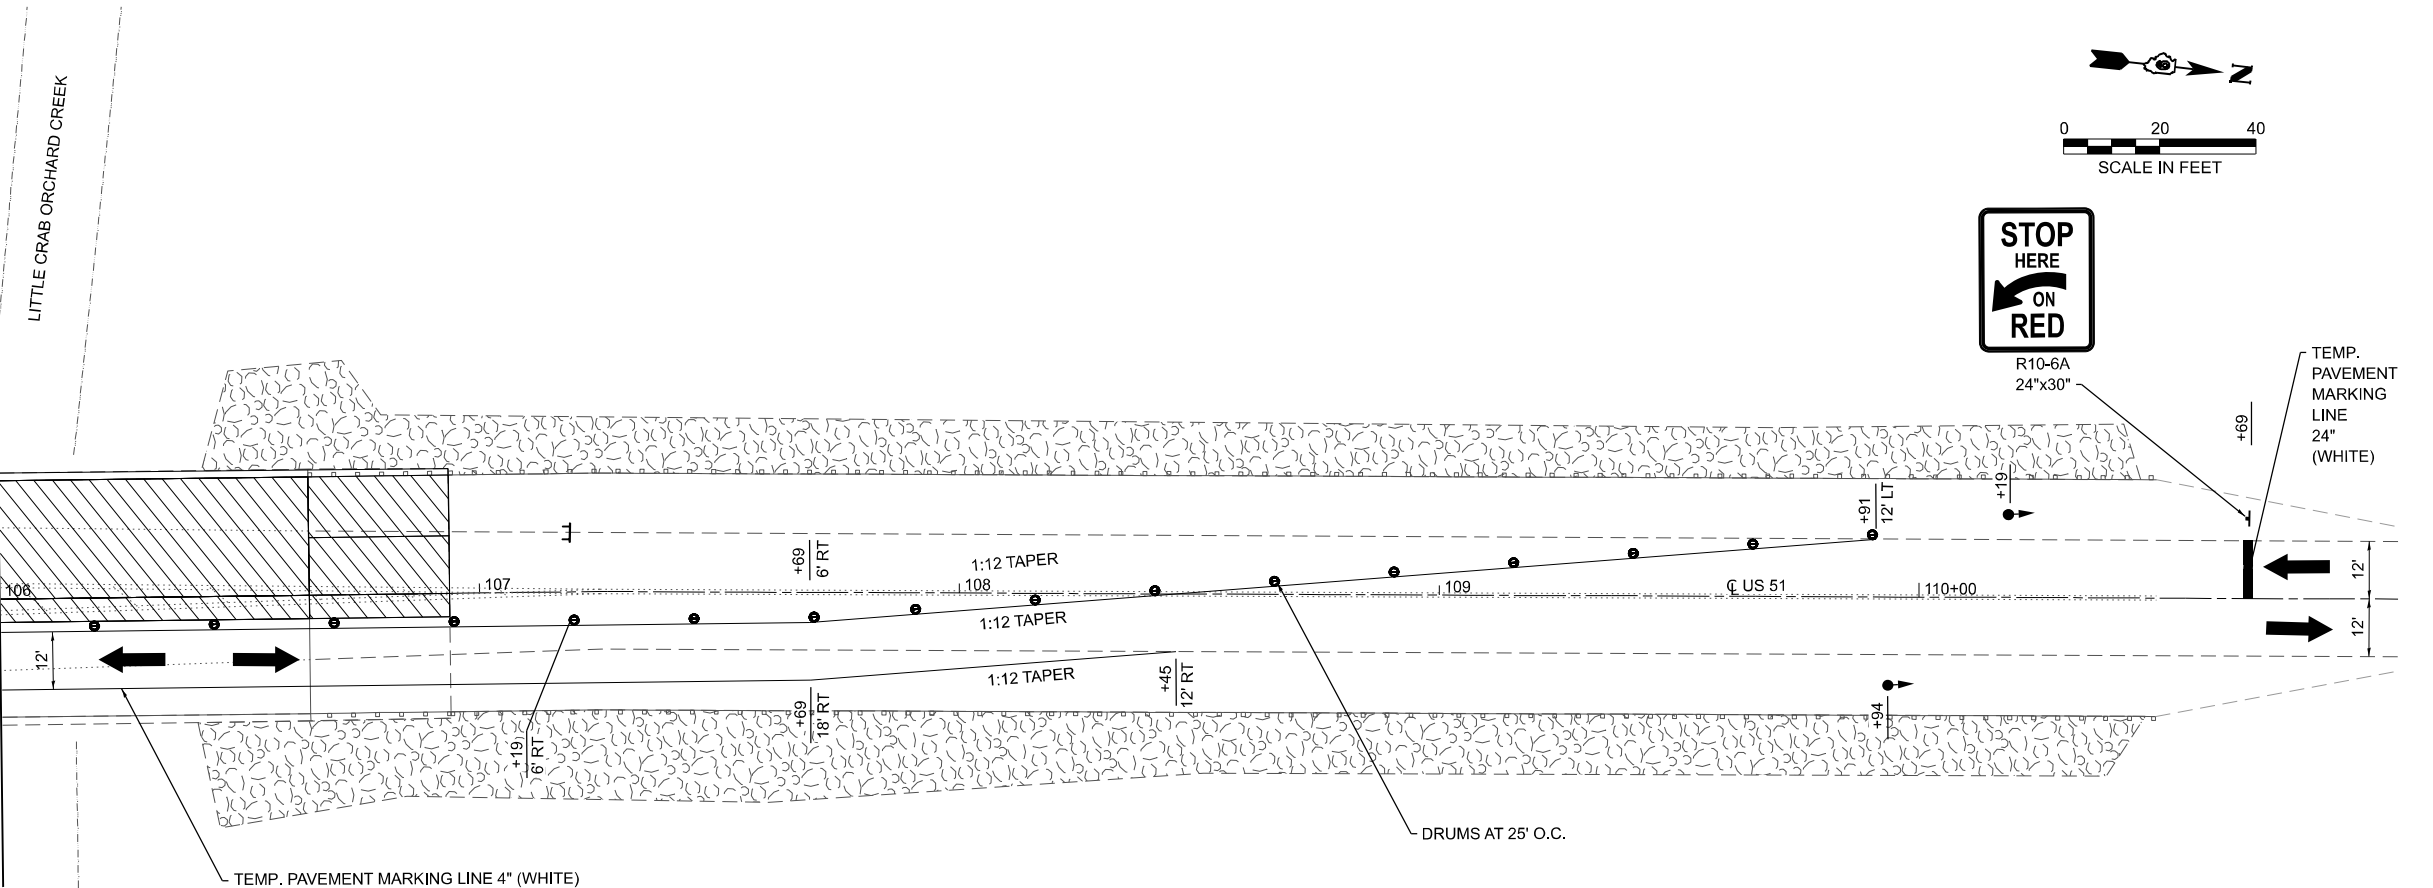 LITTLE CRAB ORCHARD CREEK
N
0 20 40
SCALE IN FEET
STOP
HERE
ON
RED
R10-6A
24"x30"
TEMP.
PAVEMENT
MARKING
LINE
24"
(WHITE)
+69
+19
+91
12' LT
+69
6' RT
1:12 TAPER
106
107
108
109
℄ US 51
110+00
12'
12'
12'
1:12 TAPER
1:12 TAPER
+45
12' RT
+69
18' RT
+19
6' RT
+94
DRUMS AT 25' O.C.
TEMP. PAVEMENT MARKING LINE 4" (WHITE)